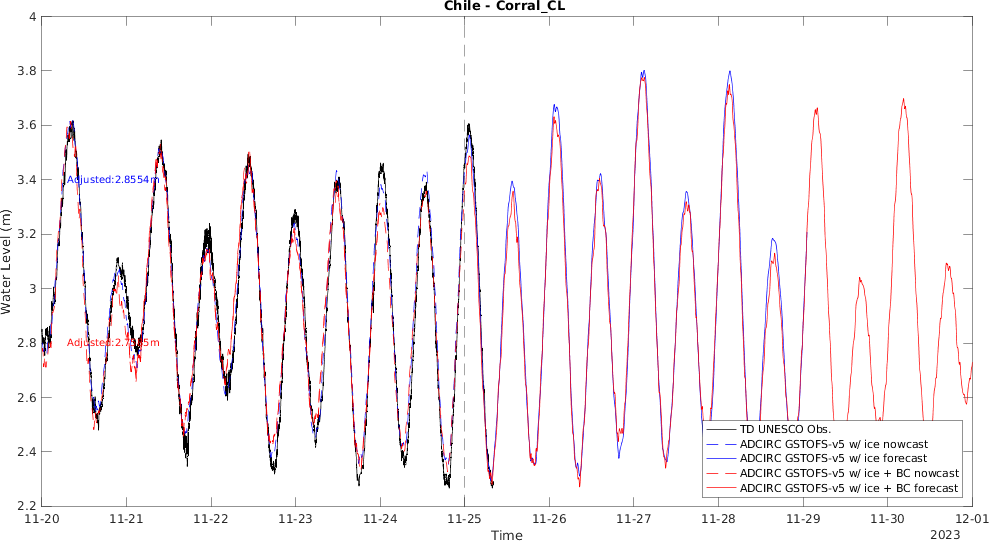 Chile - Corral_CL
4
3.8
3.6
3.4
3.2
3
2.8
2.6
2.4
2.2
Water Level (m)
Adjusted:2.8554m
11-20
11-21
11-22
11-23
11-24
11-25
11-26
11-27
11-28
11-29
11-30
12-01
Time
2023
TD UNESCO Obs.
ADCIRC GSTOFS-v5 w/ ice nowcast
ADCIRC GSTOFS-v5 w/ ice forecast
ADCIRC GSTOFS-v5 w/ ice + BC nowcast
ADCIRC GSTOFS-v5 w/ ice + BC forecast